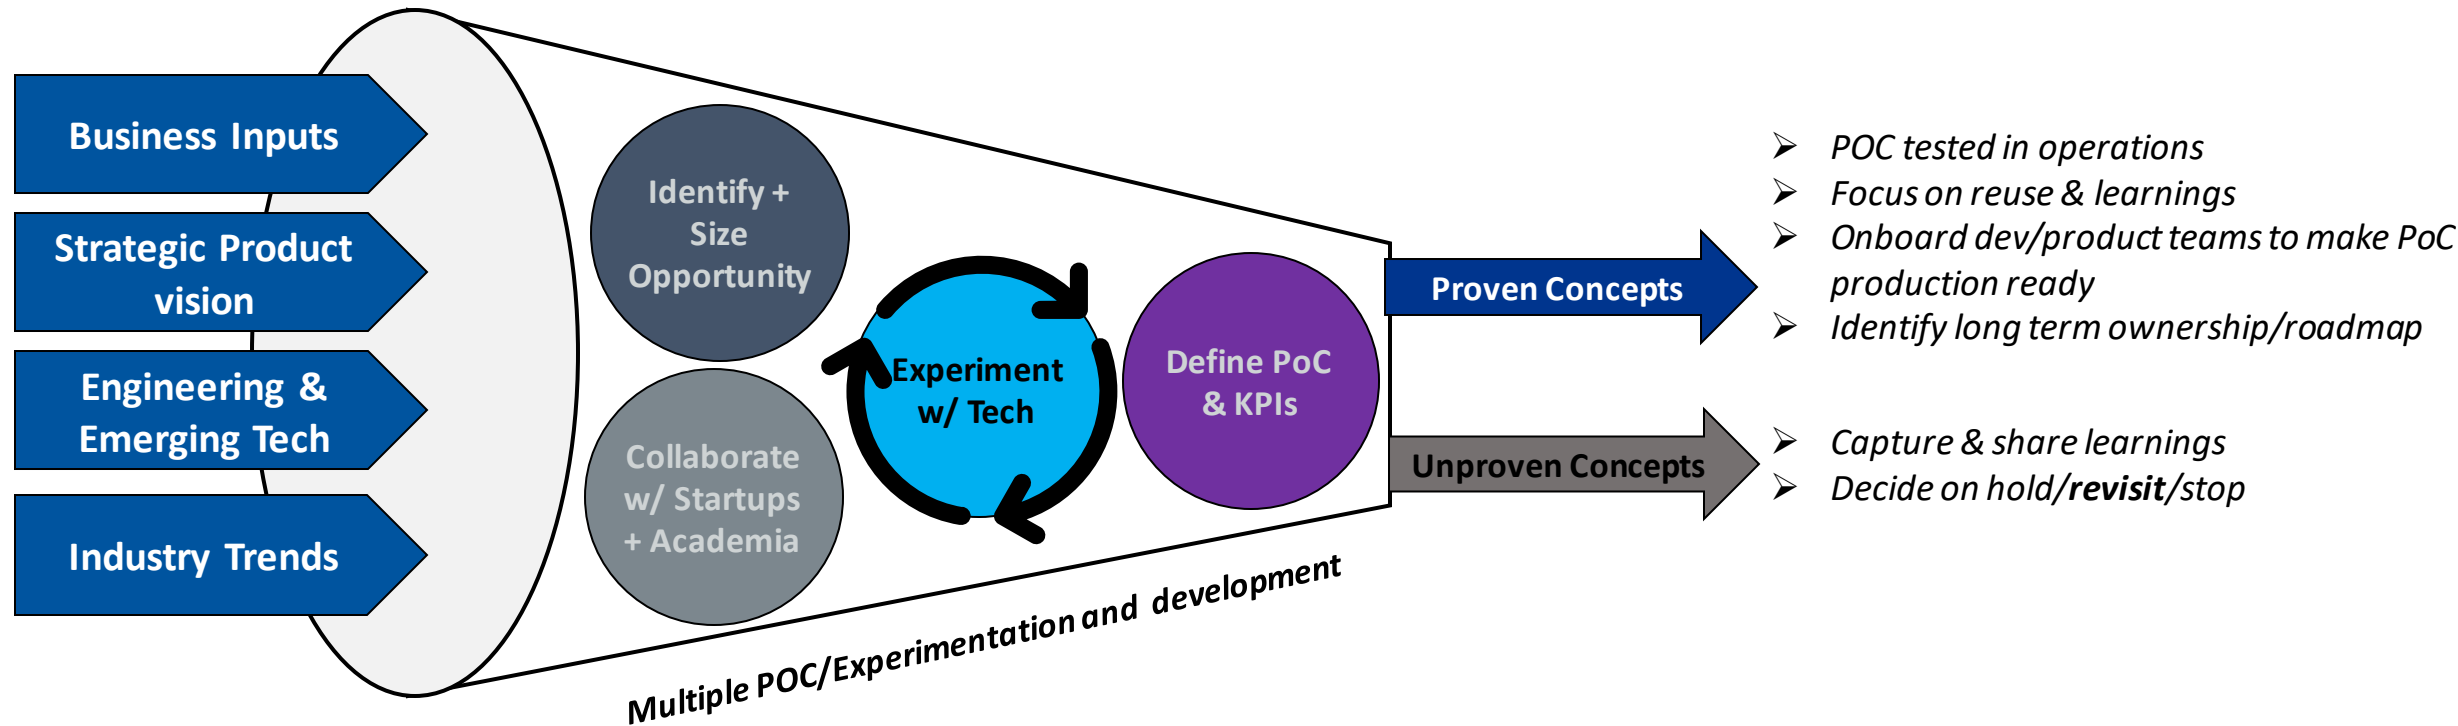 Business Inputs
Strategic Product
vision
Engineering &
Emerging Tech
Industry Trends
Identify +
Size
Opportunity
Collaborate
w/ Startups
+ Academia
Experiment
w/ Tech
Define PoC
& KPIs
Multiple POC/Experimentation and development
Proven Concepts
➢ POC tested in operations
➢ Focus on reuse & learnings
➢ Onboard dev/product teams to make PoC
production ready
➢ Identify long term ownership/roadmap
Unproven Concepts
➢ Capture & share learnings
➢ Decide on hold/revisit/stop